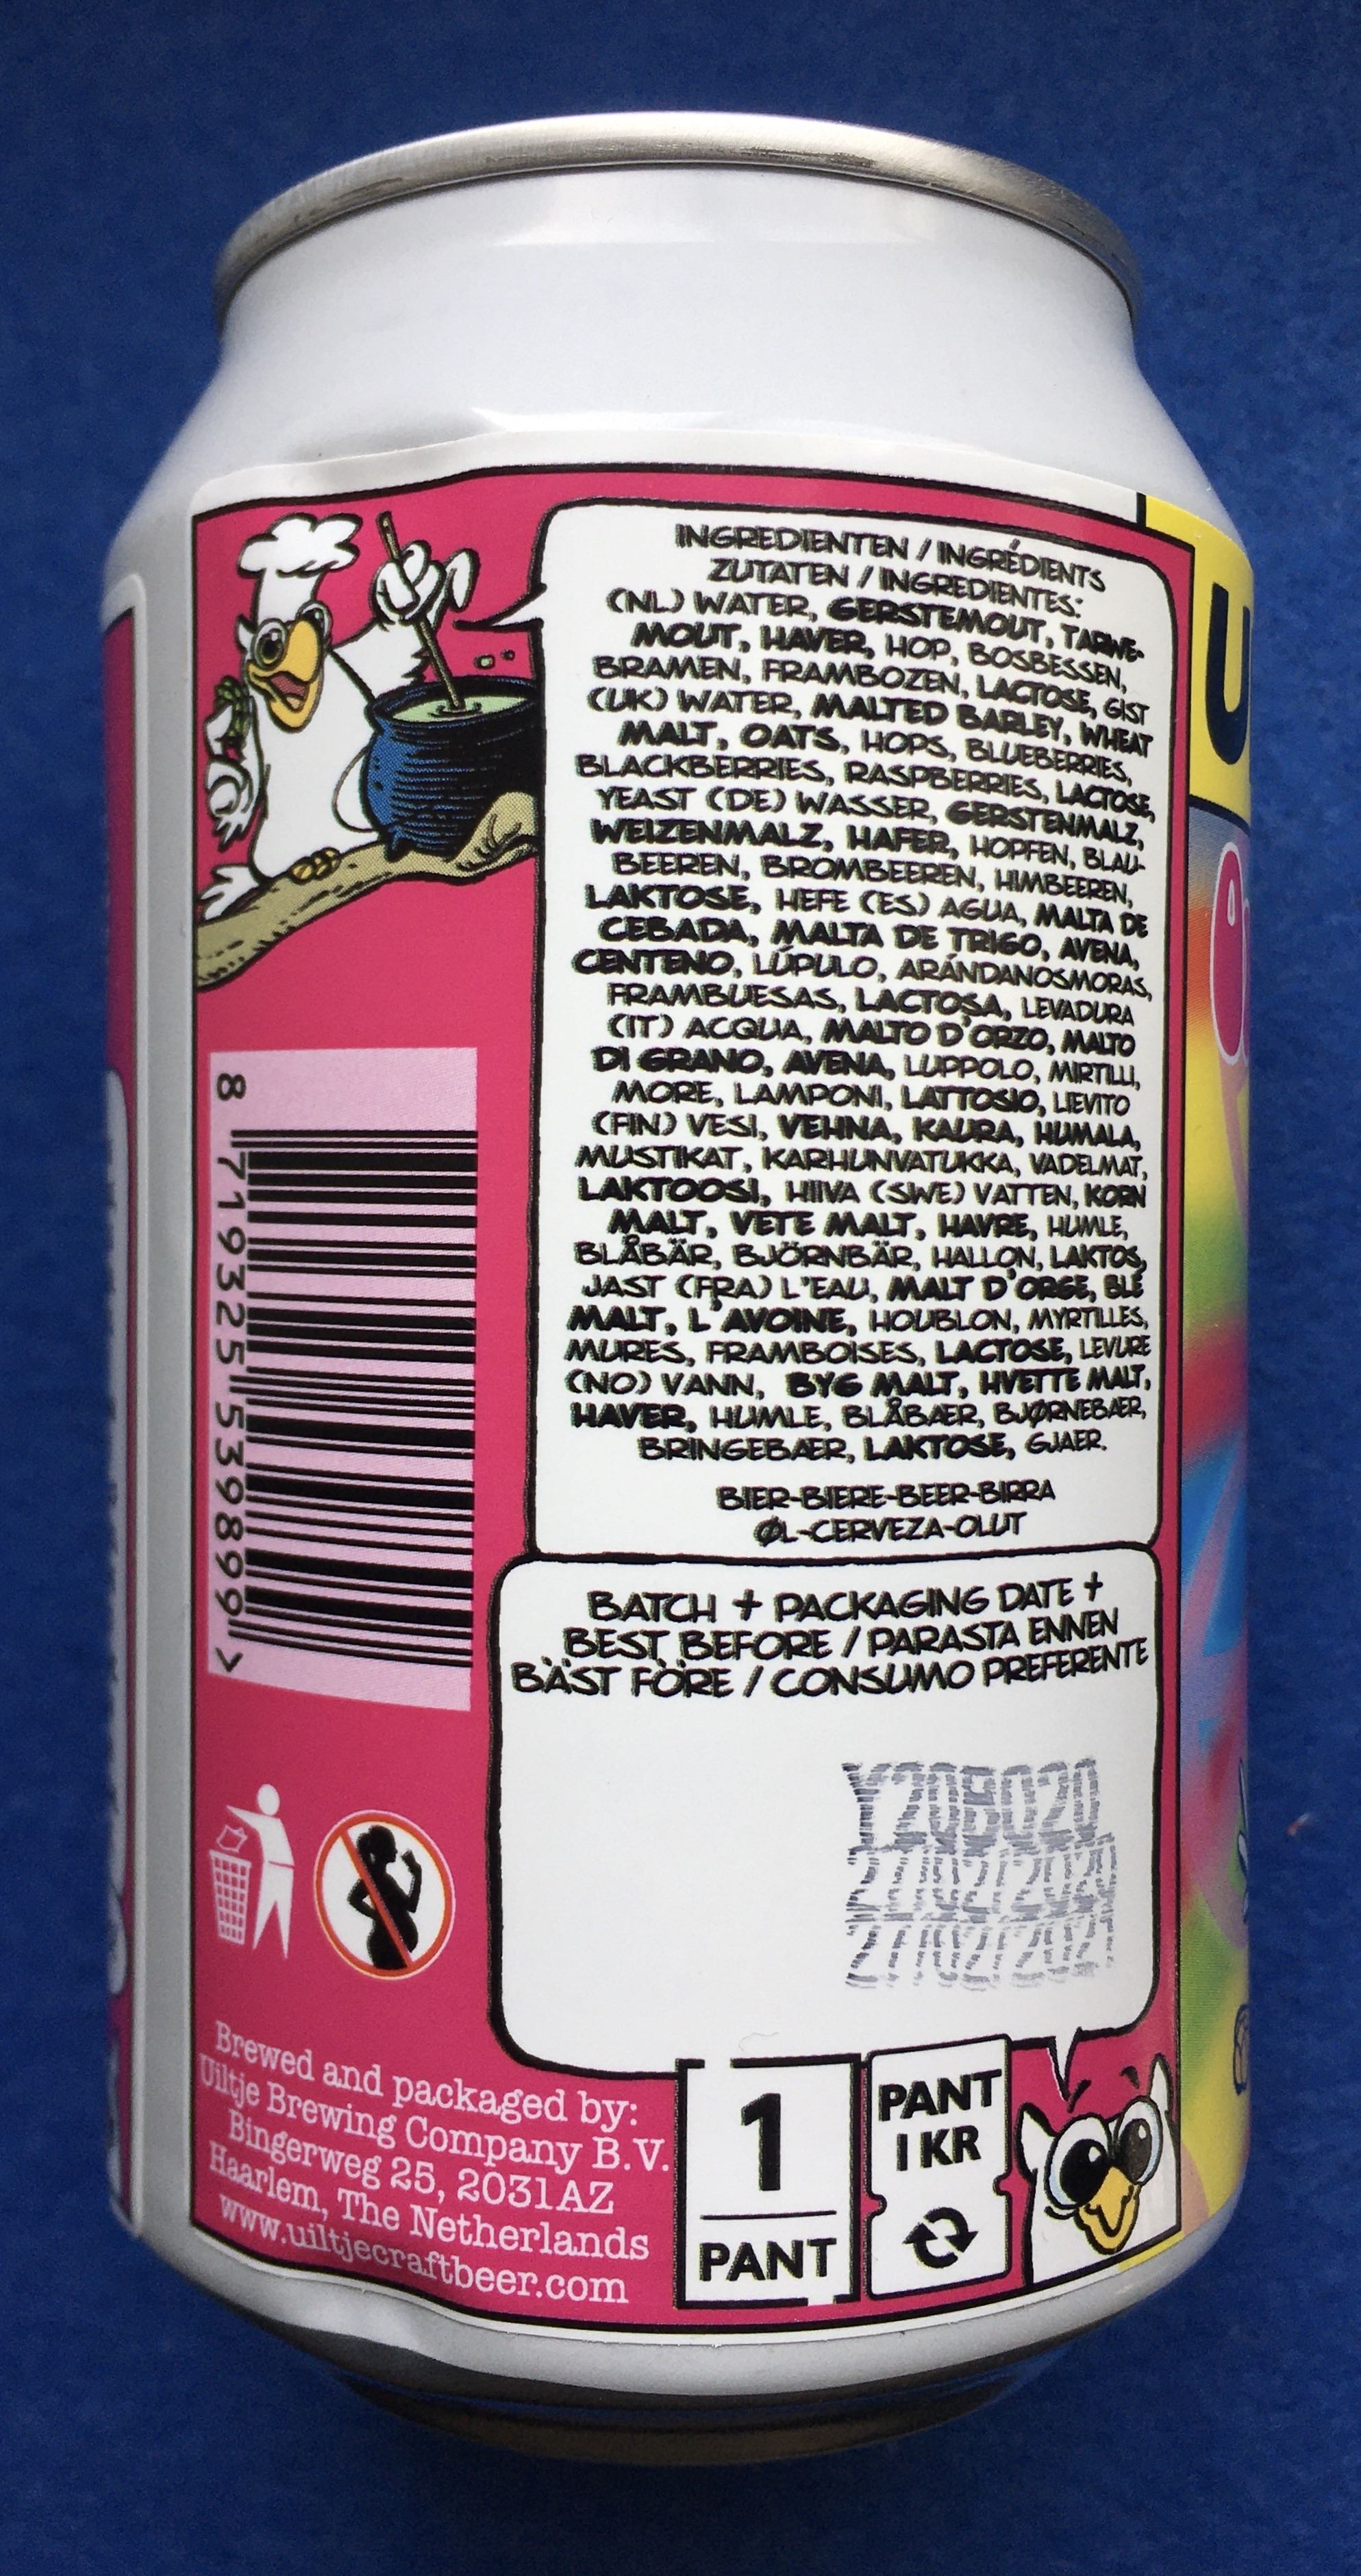 INGREDIENTEN / INGRÉDIENTS
ZUTATEN / INGREDIENTES:
(NL) WATER, GERSTEMOUT, TARWE-
MOUT, HAVER, HOP, BOSBESSEN,
BRAMEN, FRAMBOZEN, LACTOSE, GIST
(UK) WATER, MALTED BARLEY, WHEAT
MALT, OATS, HOPS, BLUEBERRIES,
BLACKBERRIES, RASPBERRIES, LACTOSE,
YEAST (DE) WASSER, GERSTENMALZ,
WEIZENMALZ, HAFER, HOPFEN, BLAU-
BEEREN, BROMBEEREN, HIMBEEREN,
LAKTOSE, HEFE (ES) AGUA, MALTA DE
CEBADA, MALTA DE TRIGO, AVENA,
CENTENO, LÚPULO, ARÁNDANOSMORAS,
FRAMBUESAS, LACTOSA, LEVADURA
(IT) ACQUA, MALTO D'ORZO, MALTO
DI GRANO, AVENA, LUPPOLO, MIRTILLI,
MORE, LAMPONI, LATTOSIO, LIEVITO
(FIN) VESI, VEHNA, KAURA, HUMALA,
MUSTIKAT, KARHUNVATUKKA, VADELMAT,
LAKTOOSI, HIIVA (SWE) VATTEN, KORN
MALT, VETE MALT, HAVRE, HUMLE,
BLÅBÄR, BJÖRNBÄR, HALLON, LAKTOS,
JAST (FRA) L'EAU, MALT D'ORGE, BLÉ
MALT, L'AVOINE, HOUBLON, MYRTILLES,
MURES, FRAMBOISES, LACTOSE, LEVURE
(NO) VANN, BYG MALT, HVETTE MALT,
HAVER, HUMLE, BLÅBAER, BJØRNEBAER,
BRINGEBAER, LAKTOSE, GJAER.
BIER-BIERE-BEER-BIRRA
ØL-CERVEZA-OLUT
8 719325 539899 >
BATCH + PACKAGING DATE +
BEST BEFORE / PARASTA ENNEN
BÄST FÖRE / CONSUMO PREFERENTE
Y20B020
27/02/2020
27/02/2021
Brewed and packaged by:
Uiltje Brewing Company B.V.
Bingerweg 25, 2031AZ
Haarlem, The Netherlands
www.uiltjecraftbeer.com
1
PANT
PANT
1 KR
U